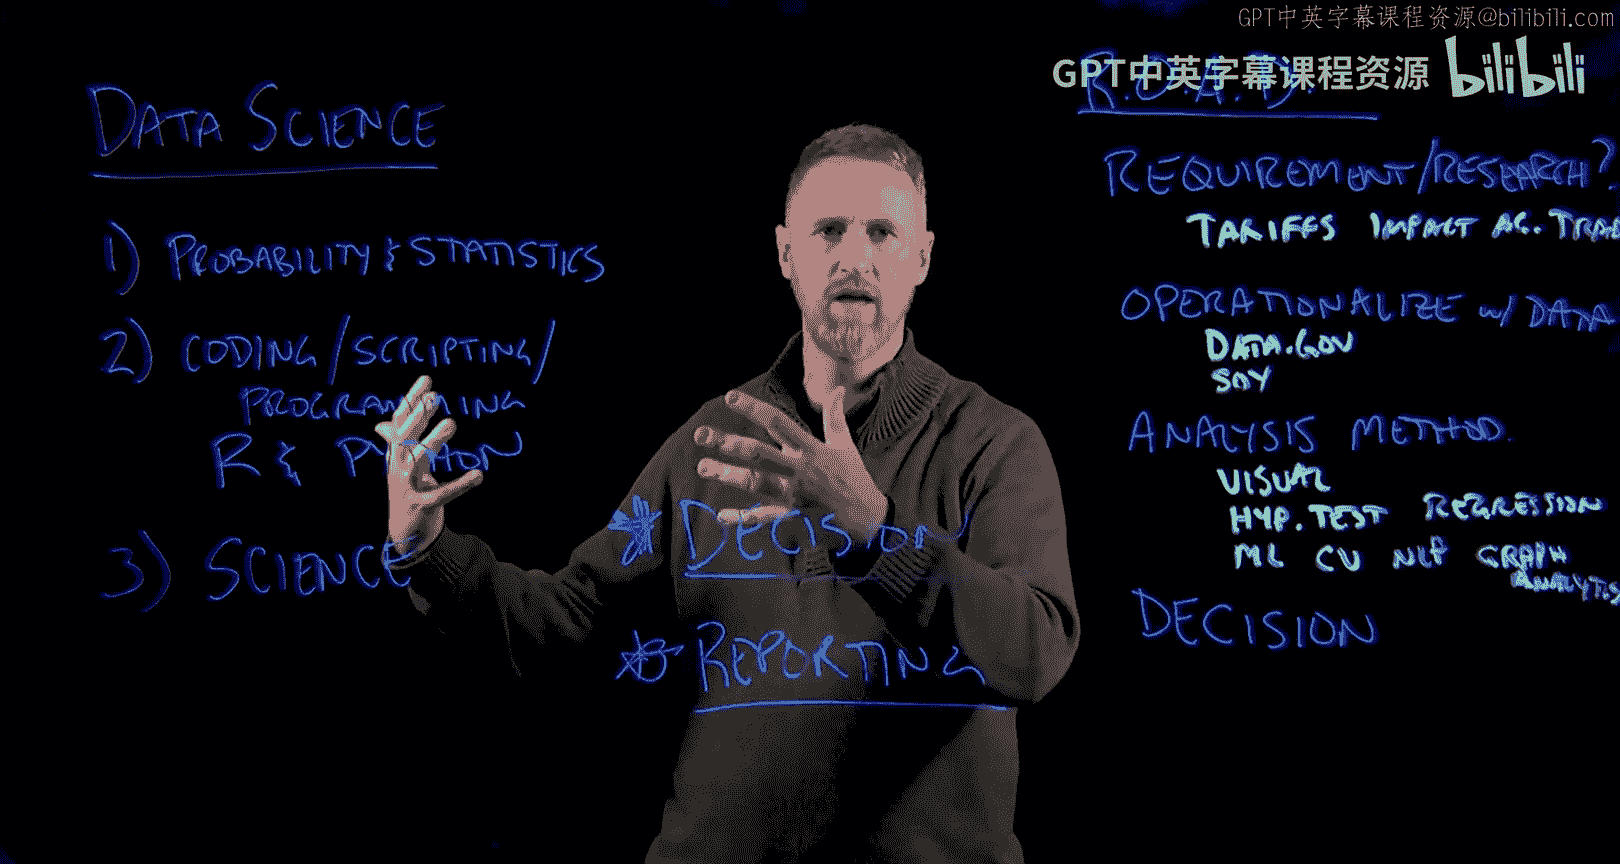 GPT中英字幕课程资源@bilibili.com
GPT中英字幕课程资源 bilibili
DATA SCIENCE
1) PROBABILITY & STATISTICS
2) CODING/SCRIPTING/
PROGRAMMING
R & PYTHON
3) SCIENCE
DECISION
REPORTING
R.O.A.D.
REQUIREMENT/RESEARCH?
TARIFFS IMPACT AG. TRAD
OPERATIONALIZE w/ DATA
DATA.GOV
SOY
ANALYSIS METHOD.
VISUAL
HYP. TEST REGRESSION
ML CV NLP GRAPH
ANALYTICS
DECISION